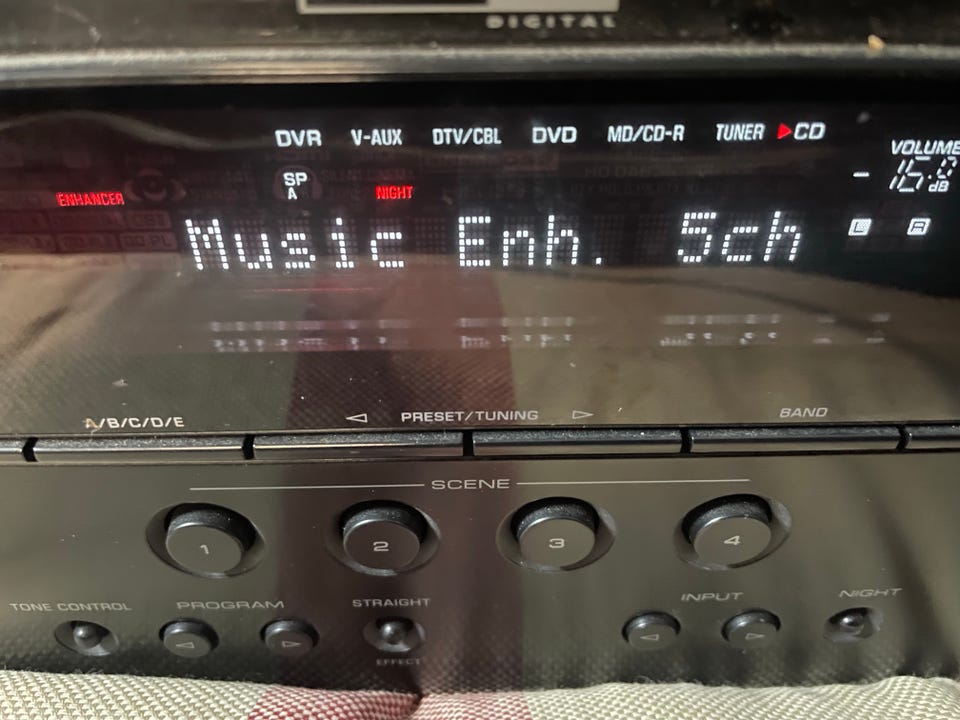 DIGITAL
DVR V-AUX DTV/CBL DVD MD/CD-R TUNER CD
VOLUME
SP
A
ENHANCER NIGHT
-16.0 dB
Music Enh. 5ch
L R
A/B/C/D/E PRESET/TUNING BAND
SCENE
1 2 3 4
TONE CONTROL PROGRAM STRAIGHT INPUT NIGHT
EFFECT